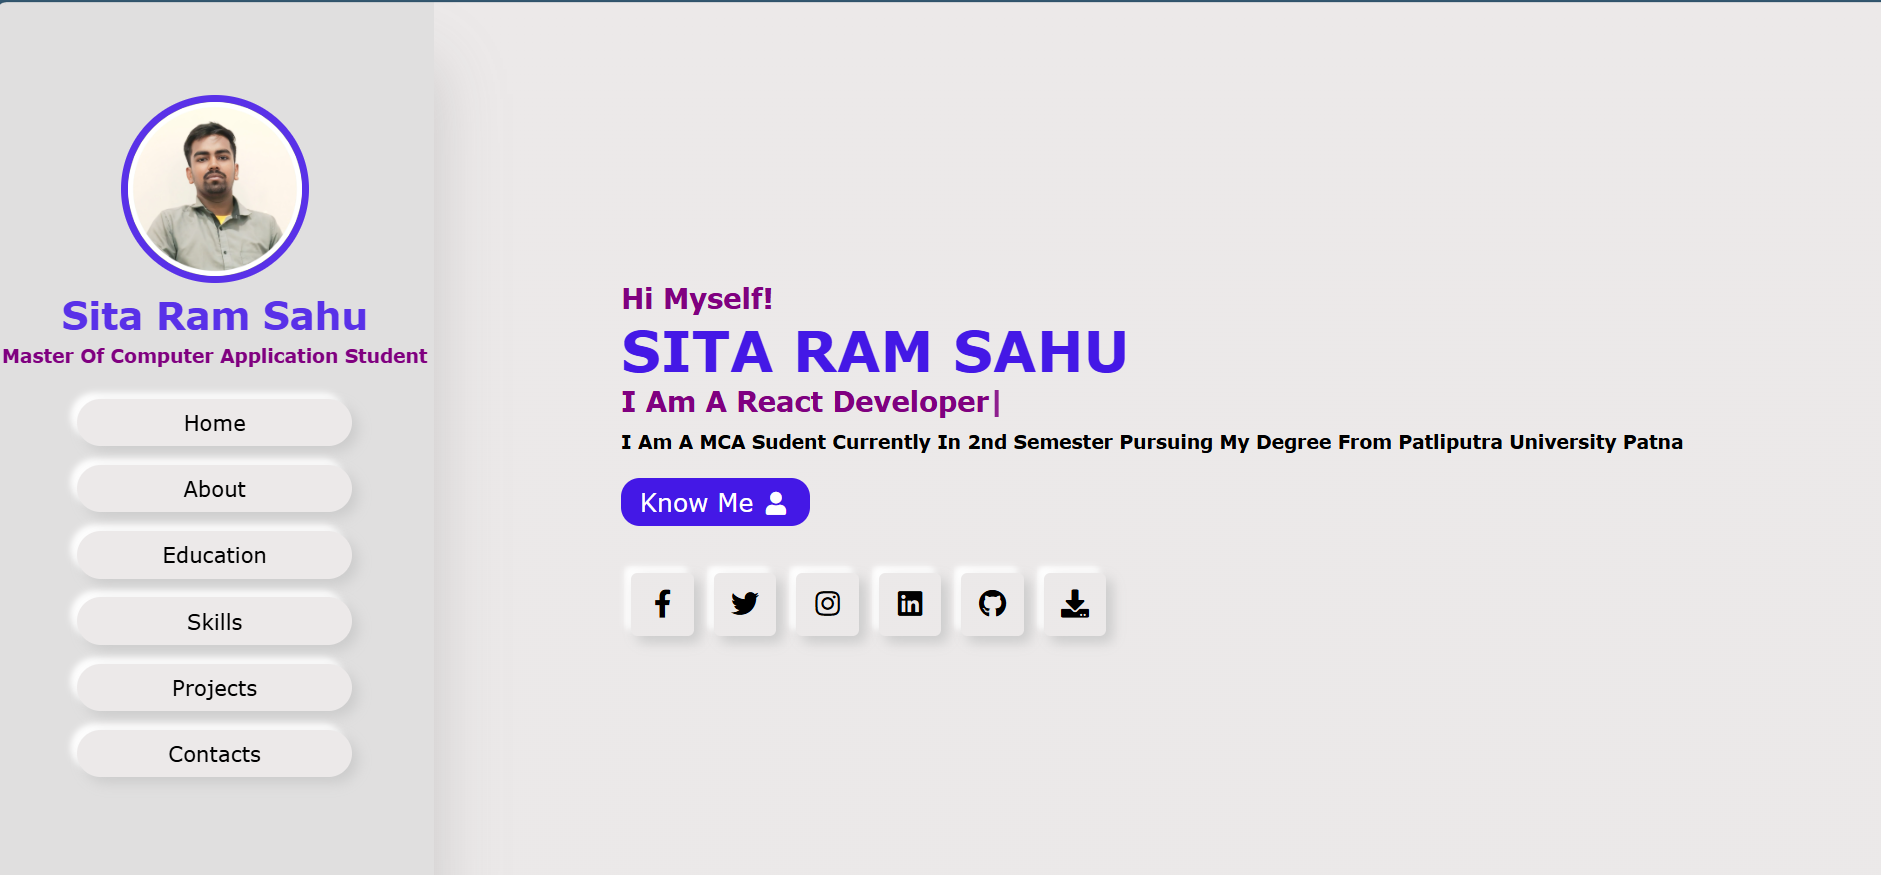 Sita Ram Sahu
Master Of Computer Application Student
Home
About
Education
Skills
Projects
Contacts
Hi Myself!
SITA RAM SAHU
I Am A React Developer|
I Am A MCA Sudent Currently In 2nd Semester Pursuing My Degree From Patliputra University Patna
Know Me